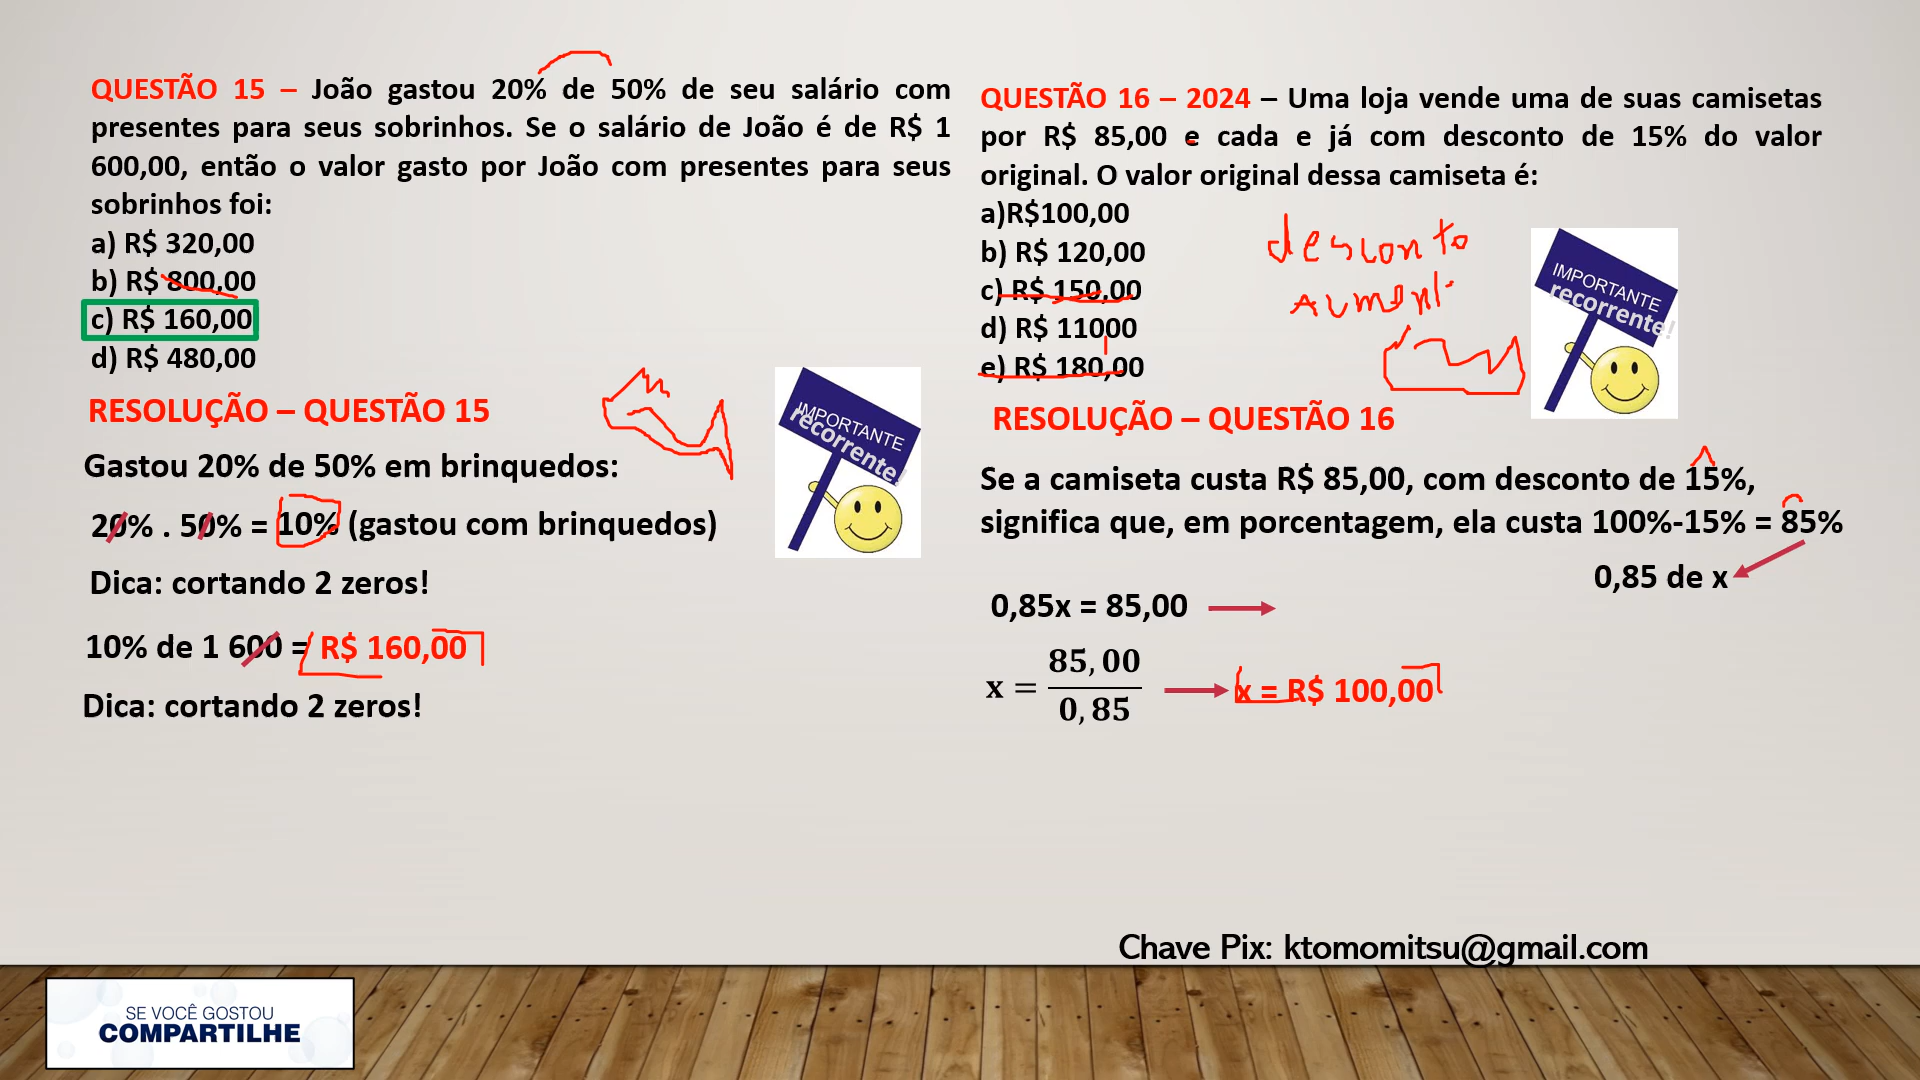 QUESTÃO 15 – João gastou 20% de 50% de seu salário com
presentes para seus sobrinhos. Se o salário de João é de R$ 1
600,00, então o valor gasto por João com presentes para seus
sobrinhos foi:
a) R$ 320,00
b) R$ 800,00
c) R$ 160,00
d) R$ 480,00
RESOLUÇÃO – QUESTÃO 15
Gastou 20% de 50% em brinquedos:
20% . 50% = 10% (gastou com brinquedos)
Dica: cortando 2 zeros!
10% de 1 600 = R$ 160,00
Dica: cortando 2 zeros!
IMPORTANTE
recorrente!
QUESTÃO 16 – 2024 – Uma loja vende uma de suas camisetas
por R$ 85,00 e cada e já com desconto de 15% do valor
original. O valor original dessa camiseta é:
a)R$100,00
b) R$ 120,00
c) R$ 150,00
d) R$ 11000
e) R$ 180,00
desconto
IMPORTANTE
recorrente!
RESOLUÇÃO – QUESTÃO 16
Se a camiseta custa R$ 85,00, com desconto de 15%,
significa que, em porcentagem, ela custa 100%-15% = 85%
0,85 de x
0,85x = 85,00
x = 85,00 / 0,85
x = R$ 100,00
Chave Pix: ktomomitsu@gmail.com
SE VOCÊ GOSTOU
COMPARTILHE